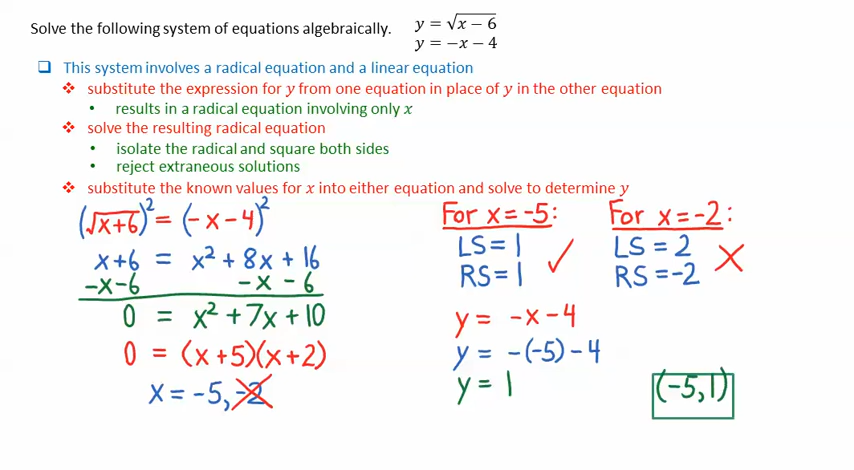 Solve the following system of equations algebraically.
y = √x − 6
y = −x − 4
❑ This system involves a radical equation and a linear equation
❖ substitute the expression for y from one equation in place of y in the other equation
• results in a radical equation involving only x
❖ solve the resulting radical equation
• isolate the radical and square both sides
• reject extraneous solutions
❖ substitute the known values for x into either equation and solve to determine y
(√x+6)² = (-x-4)²
x+6 = x² + 8x + 16
-x-6 -x - 6
0 = x² + 7x + 10
0 = (x+5)(x+2)
x = -5, -2
For x = -5:
LS = 1 ✓
RS = 1
For x = -2:
LS = 2 ✗
RS = -2
y = -x - 4
y = -(-5) - 4
y = 1
(-5, 1)